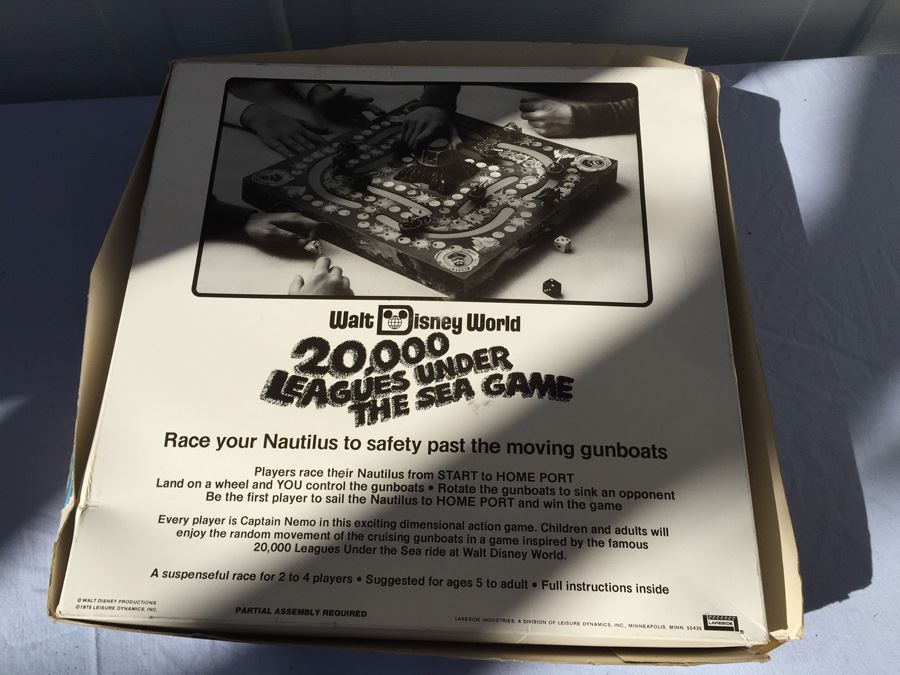 Walt Disney World
20,000
LEAGUES UNDER
THE SEA GAME
Race your Nautilus to safety past the moving gunboats
Players race their Nautilus from START to HOME PORT
Land on a wheel and YOU control the gunboats • Rotate the gunboats to sink an opponent
Be the first player to sail the Nautilus to HOME PORT and win the game
Every player is Captain Nemo in this exciting dimensional action game. Children and adults will
enjoy the random movement of the cruising gunboats in a game inspired by the famous
20,000 Leagues Under the Sea ride at Walt Disney World.
A suspenseful race for 2 to 4 players • Suggested for ages 5 to adult • Full instructions inside
© WALT DISNEY PRODUCTIONS
© 1975 LEISURE DYNAMICS, INC.
PARTIAL ASSEMBLY REQUIRED
LAKESIDE INDUSTRIES, A DIVISION OF LEISURE DYNAMICS, INC., MINNEAPOLIS, MINN. 55435
LAKESIDE